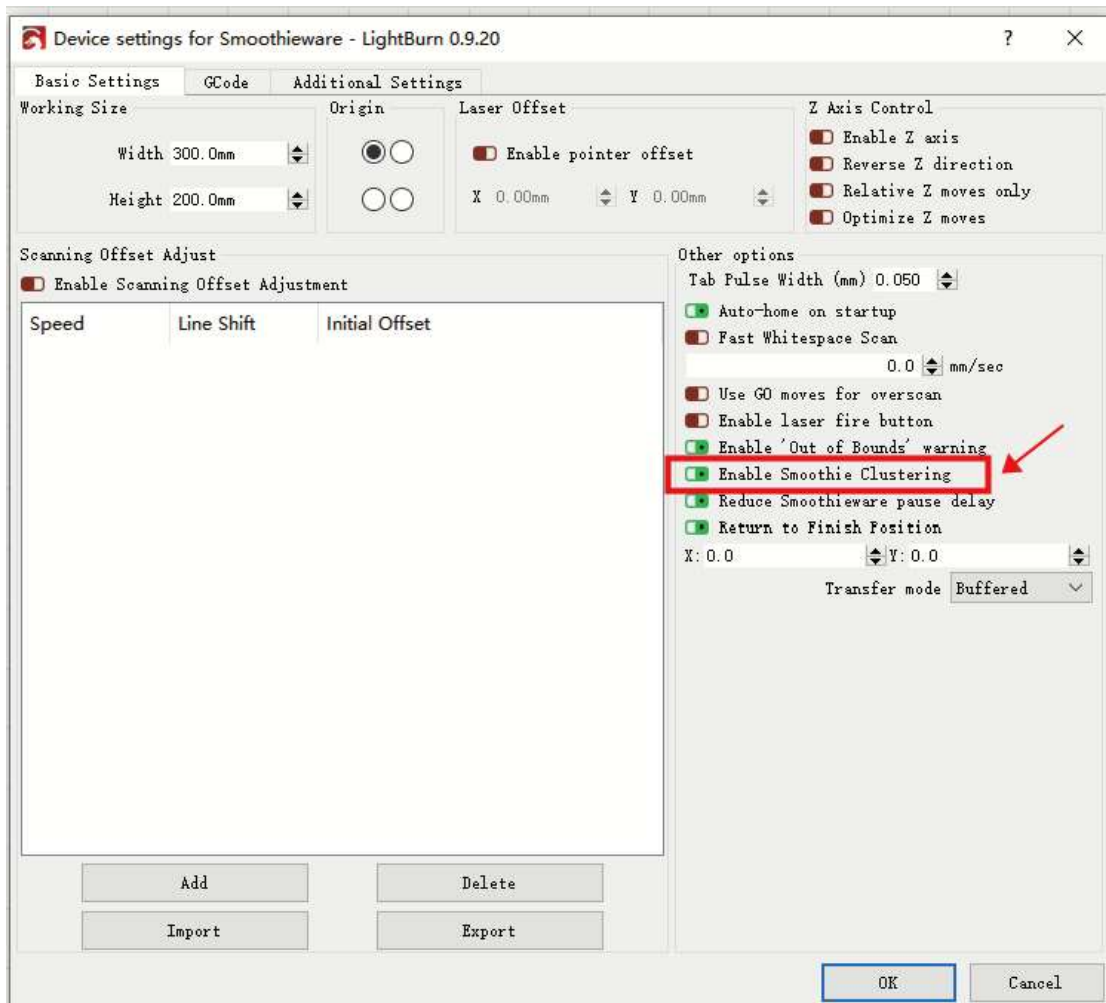 Device settings for Smoothieware - LightBurn 0.9.20
? ×
Basic Settings GCode Additional Settings
Working Size
Width 300.0mm
Height 200.0mm
Origin
Laser Offset
Enable pointer offset
X 0.00mm Y 0.00mm
Z Axis Control
Enable Z axis
Reverse Z direction
Relative Z moves only
Optimize Z moves
Scanning Offset Adjust
Enable Scanning Offset Adjustment
Speed Line Shift Initial Offset
Add Delete
Import Export
Other options
Tab Pulse Width (mm) 0.050
Auto-home on startup
Fast Whitespace Scan
0.0 mm/sec
Use G0 moves for overscan
Enable laser fire button
Enable 'Out of Bounds' warning
Enable Smoothie Clustering
Reduce Smoothieware pause delay
Return to Finish Position
X: 0.0 Y: 0.0
Transfer mode Buffered
OK Cancel